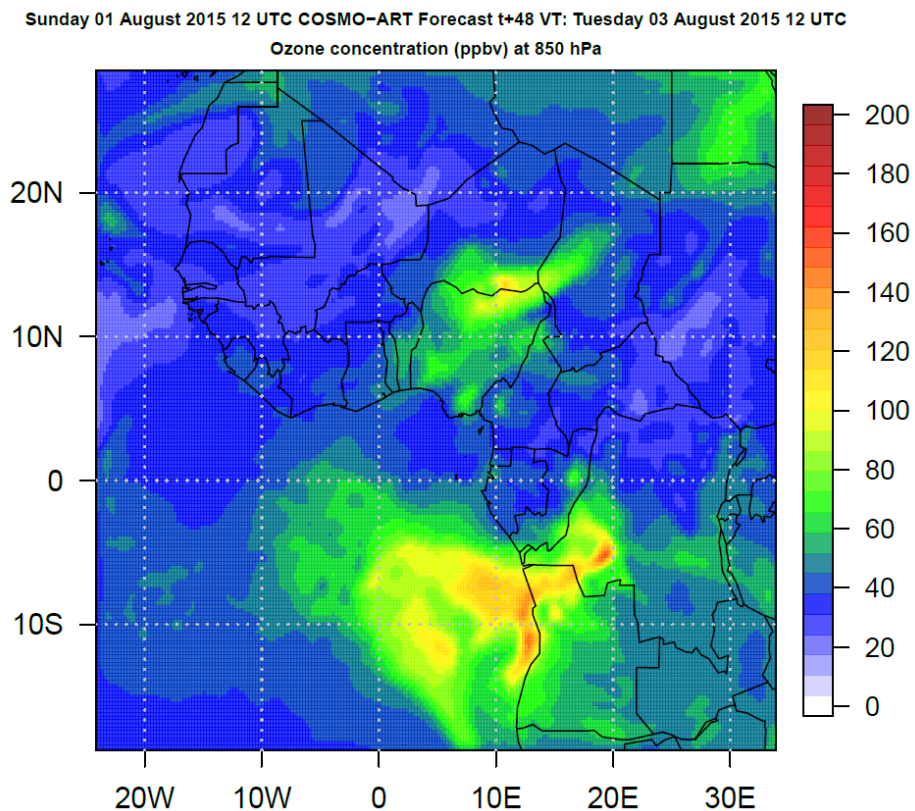 Sunday 01 August 2015 12 UTC COSMO−ART Forecast t+48 VT: Tuesday 03 August 2015 12 UTC
Ozone concentration (ppbv) at 850 hPa
20N
10N
0
10S
20W
10W
0
10E
20E
30E
200
180
160
140
120
100
80
60
40
20
0